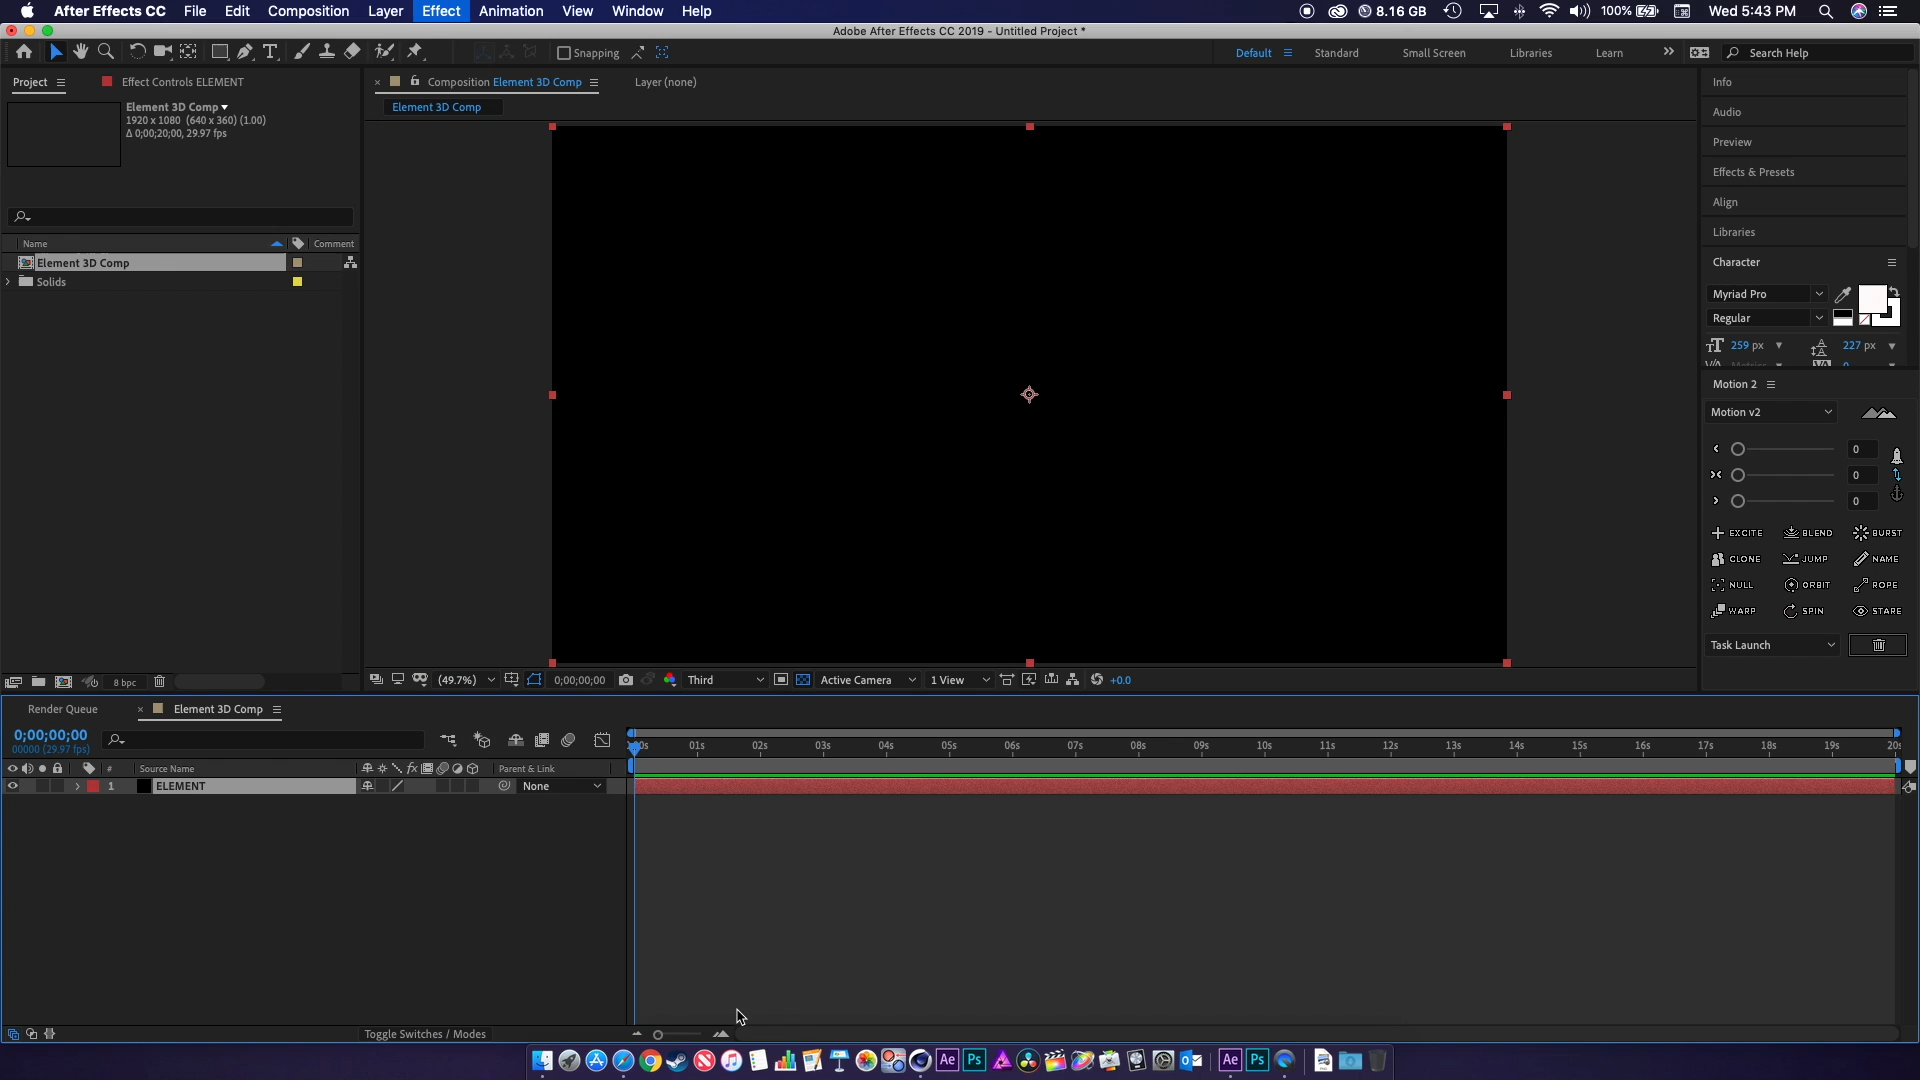 After Effects CC File Edit Composition Layer Effect Animation View Window Help 8.16 GB 100% Wed 5:43 PM
Adobe After Effects CC 2019 - Untitled Project *
Snapping Default Standard Small Screen Libraries Learn Search Help
Project Effect Controls ELEMENT
Composition Element 3D Comp Layer (none)
Element 3D Comp
Element 3D Comp
1920 x 1080 (640 x 360) (1.00)
Δ 0;00;20;00, 29.97 fps
Name Comment
Element 3D Comp
Solids
8 bpc
(49.7%) 0;00;00;00 Third Active Camera 1 View +0.0
Info
Audio
Preview
Effects & Presets
Align
Libraries
Character
Myriad Pro
Regular
259 px 227 px
Metrics 0
Motion 2
Motion v2
0
0
0
EXCITE BLEND BURST
CLONE JUMP NAME
NULL ORBIT ROPE
WARP SPIN STARE
Task Launch
Render Queue Element 3D Comp
0;00;00;00
00000 (29.97 fps)
01s 02s 03s 04s 05s 06s 07s 08s 09s 10s 11s 12s 13s 14s 15s 16s 17s 18s 19s
# Source Name Parent & Link
1 ELEMENT None
Toggle Switches / Modes
Ae Ps Ae Ps